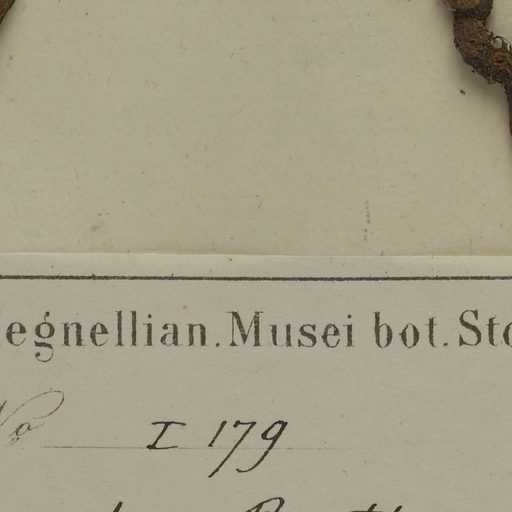 egnellian. Musei bot. Sto
No I 179